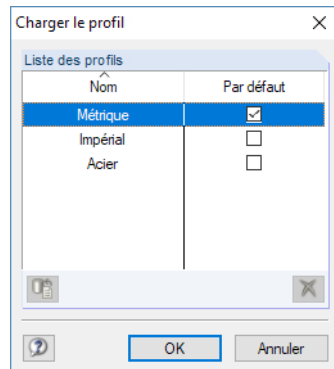 Charger le profil
Liste des profils
Nom Par défaut
Métrique
Impérial
Acier
OK Annuler